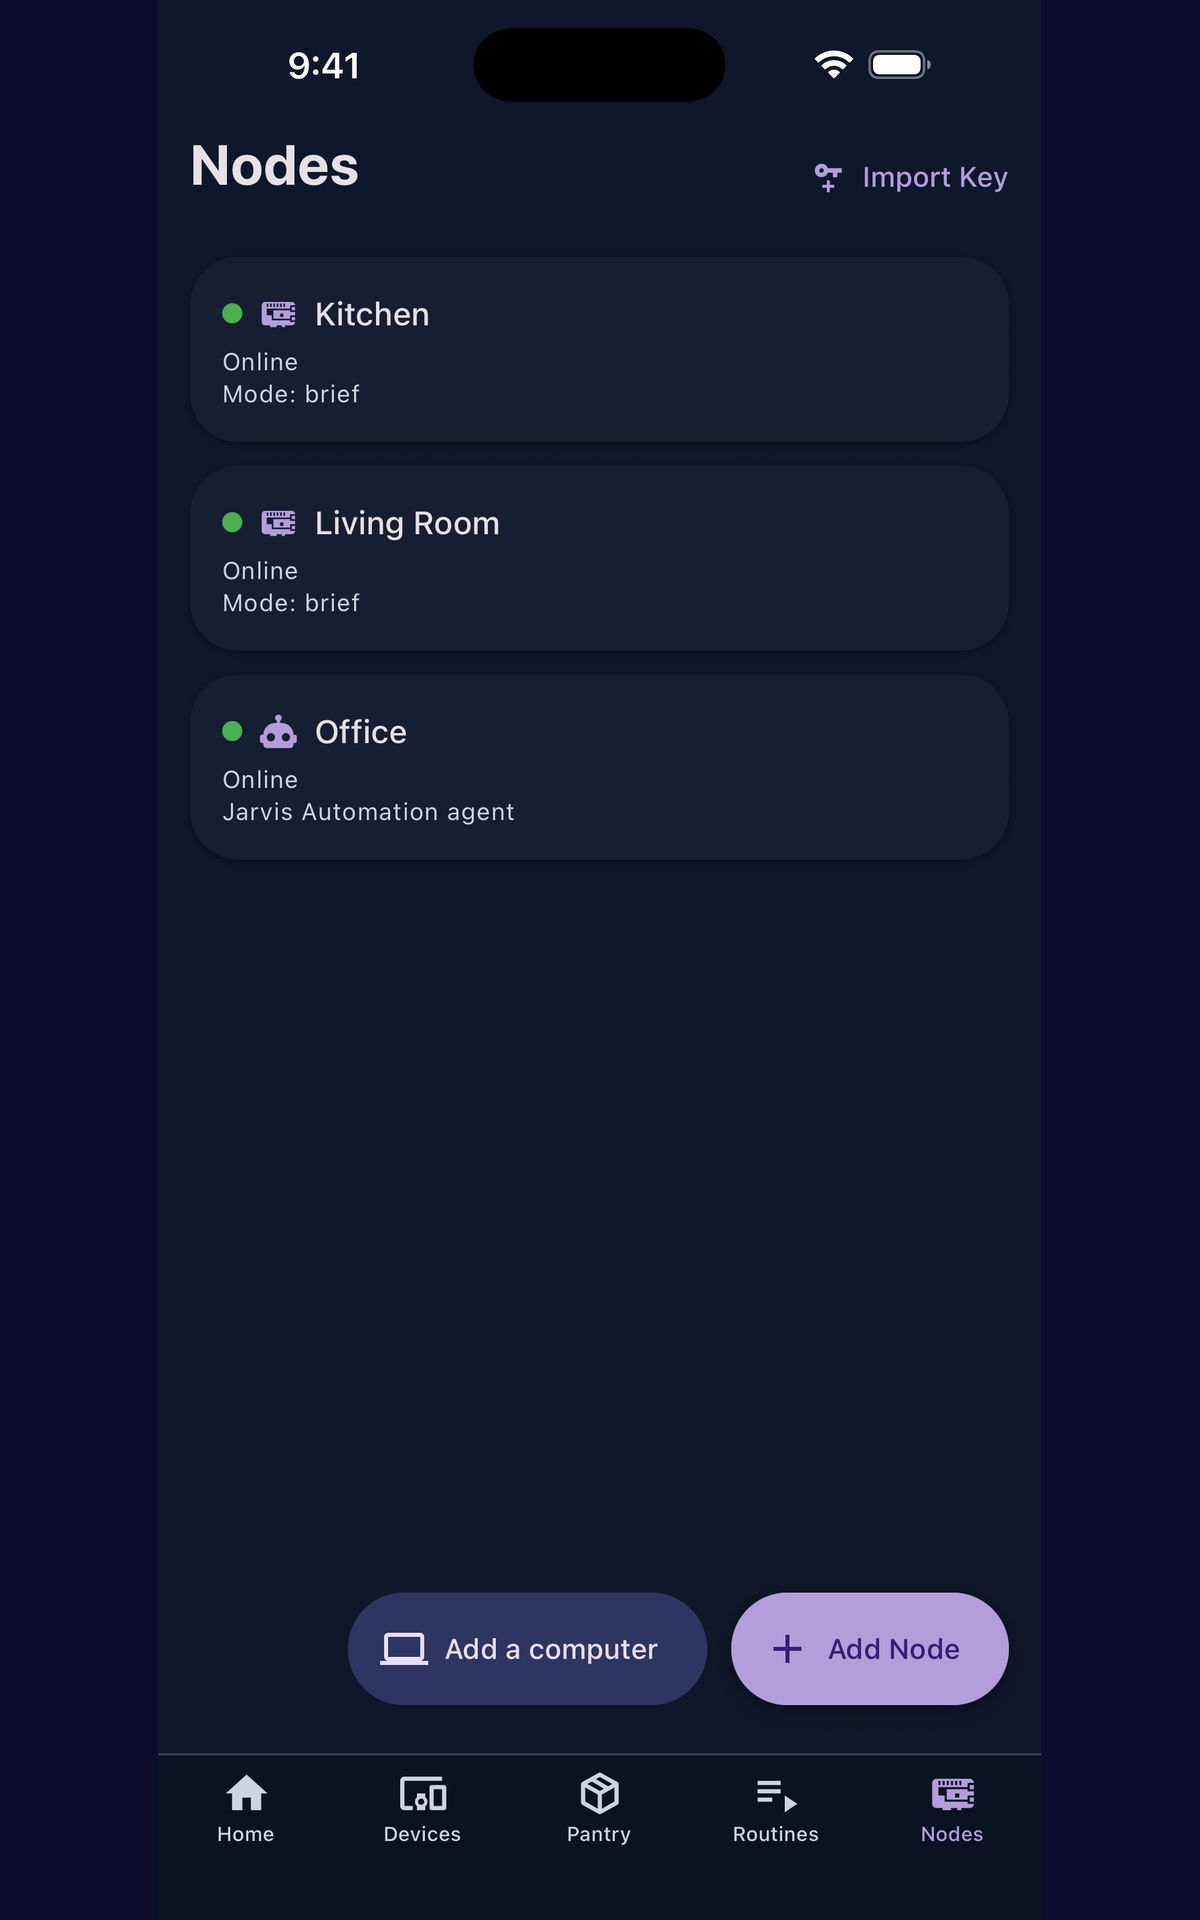 9:41
Nodes
Import Key
Kitchen
Online
Mode: brief
Living Room
Online
Mode: brief
Office
Online
Jarvis Automation agent
Add a computer
Add Node
Home
Devices
Pantry
Routines
Nodes